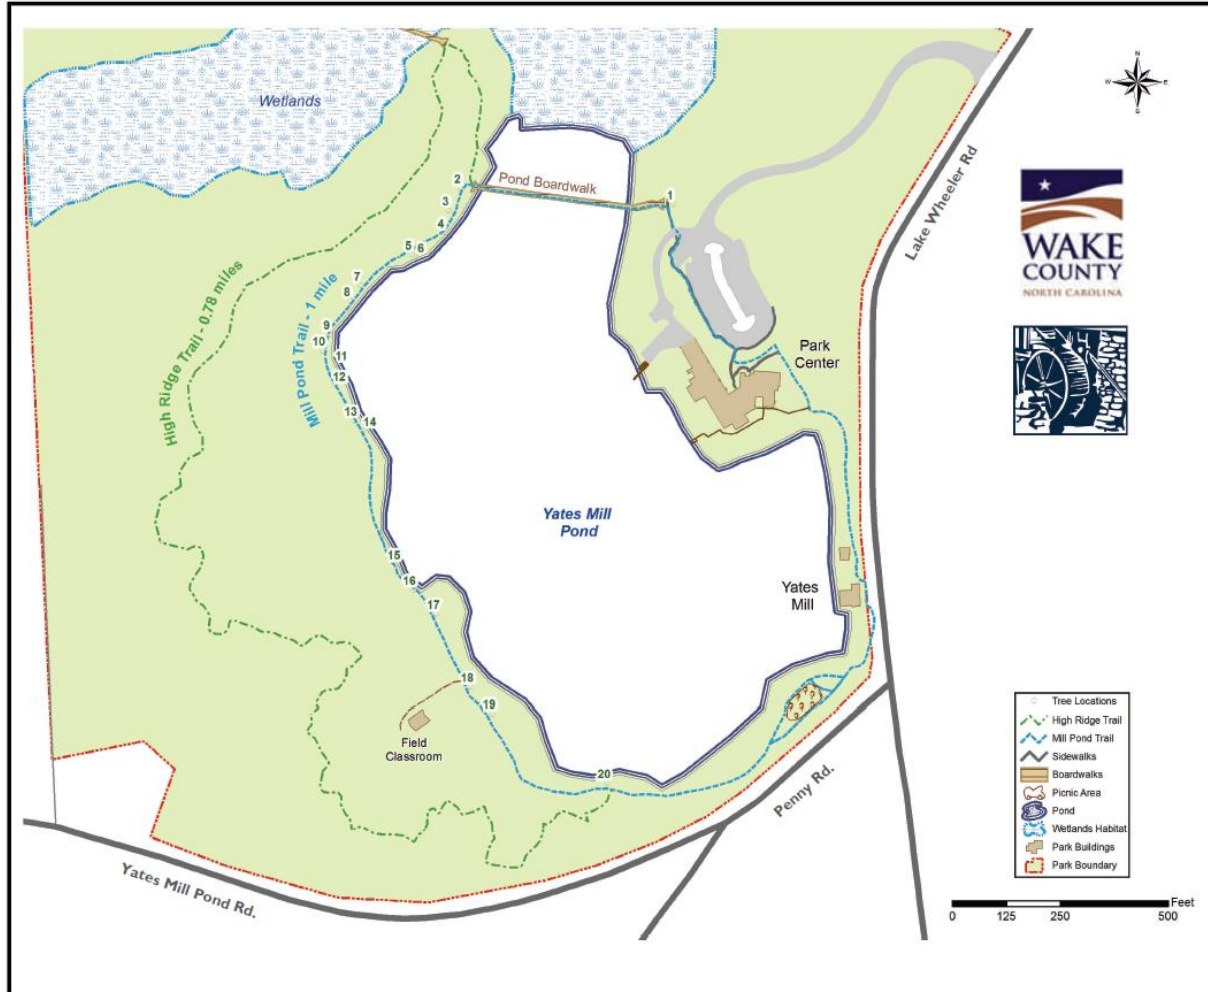 Wetlands
N
W
E
S
Pond Boardwalk
1
2
3
4
5
6
7
8
9
10
11
12
13
14
15
16
17
18
19
20
Lake Wheeler Rd
WAKE
COUNTY
NORTH CAROLINA
High Ridge Trail - 0.78 miles
Mill Pond Trail - 1 mile
Park
Center
Yates Mill
Pond
Yates
Mill
Field
Classroom
Penny Rd.
Yates Mill Pond Rd.
Tree Locations
High Ridge Trail
Mill Pond Trail
Sidewalks
Boardwalks
Picnic Area
Pond
Wetlands Habitat
Park Buildings
Park Boundary
Feet
0 125 250 500